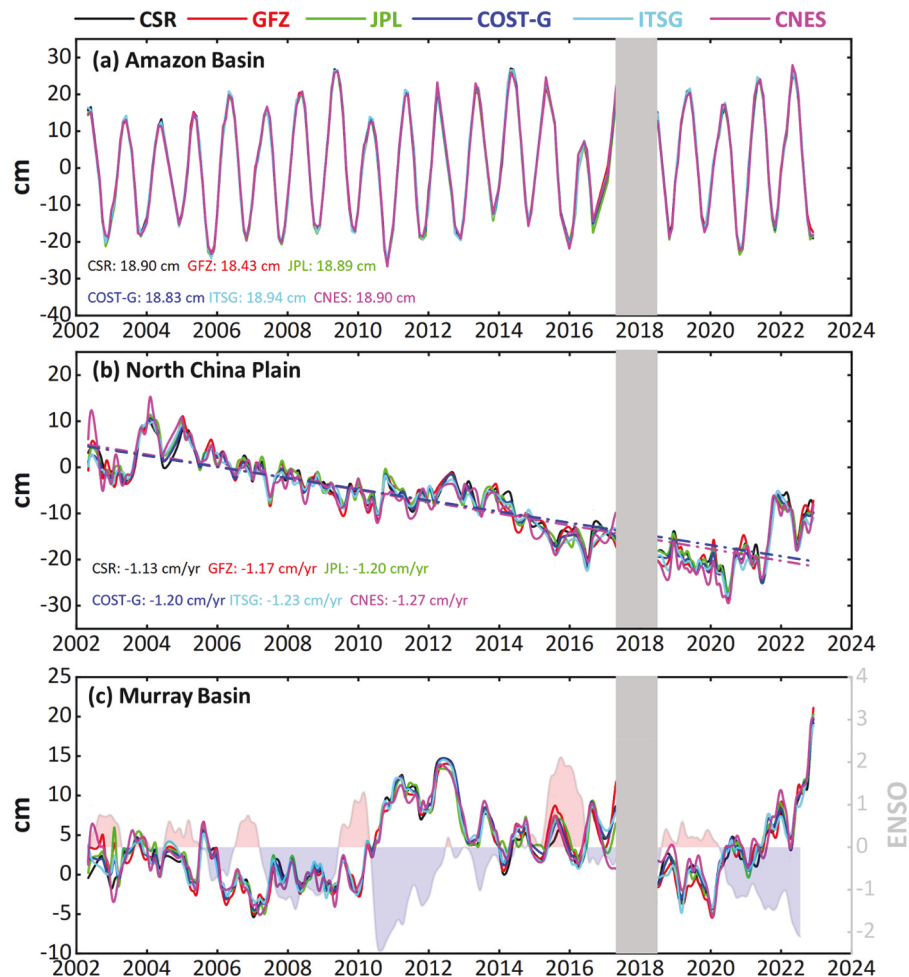 CSR GFZ JPL COST-G ITSG CNES
(a) Amazon Basin
30
20
10
0
-10
-20
-30
-40
cm
CSR: 18.90 cm GFZ: 18.43 cm JPL: 18.89 cm
COST-G: 18.83 cm ITSG: 18.94 cm CNES: 18.90 cm
2002 2004 2006 2008 2010 2012 2014 2016 2018 2020 2022 2024
(b) North China Plain
20
10
0
-10
-20
-30
cm
CSR: -1.13 cm/yr GFZ: -1.17 cm/yr JPL: -1.20 cm/yr
COST-G: -1.20 cm/yr ITSG: -1.23 cm/yr CNES: -1.27 cm/yr
2002 2004 2006 2008 2010 2012 2014 2016 2018 2020 2022 2024
(c) Murray Basin
25
20
15
10
5
0
-5
-10
cm
4
3
2
1
0
-1
-2
ENSO
2002 2004 2006 2008 2010 2012 2014 2016 2018 2020 2022 2024